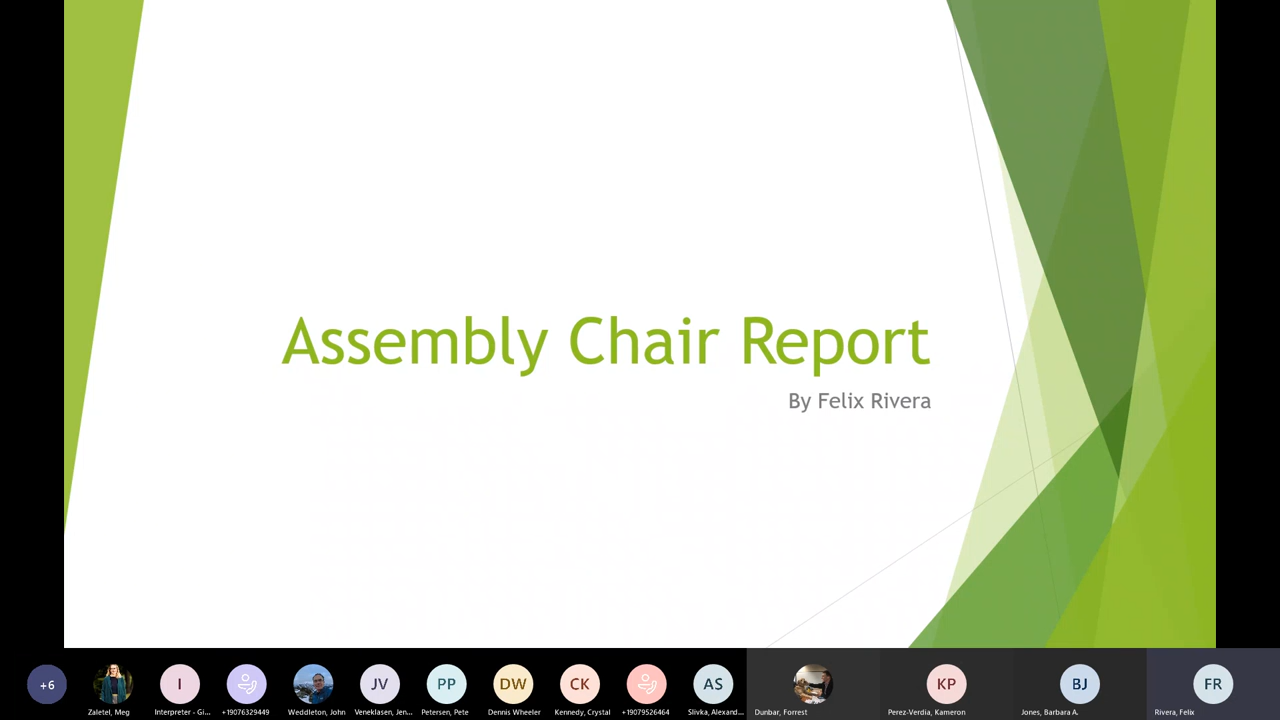 Assembly Chair Report
By Felix Rivera
+6
I
JV
PP
DW
CK
AS
KP
BJ
FR
Zaletel, Meg
Interpreter - Gi...
+19076329449
Weddleton, John
Veneklasen, Jen...
Petersen, Pete
Dennis Wheeler
Kennedy, Crystal
+19079526464
Slivka, Alexand...
Dunbar, Forrest
Perez-Verdia, Kameron
Jones, Barbara A.
Rivera, Felix